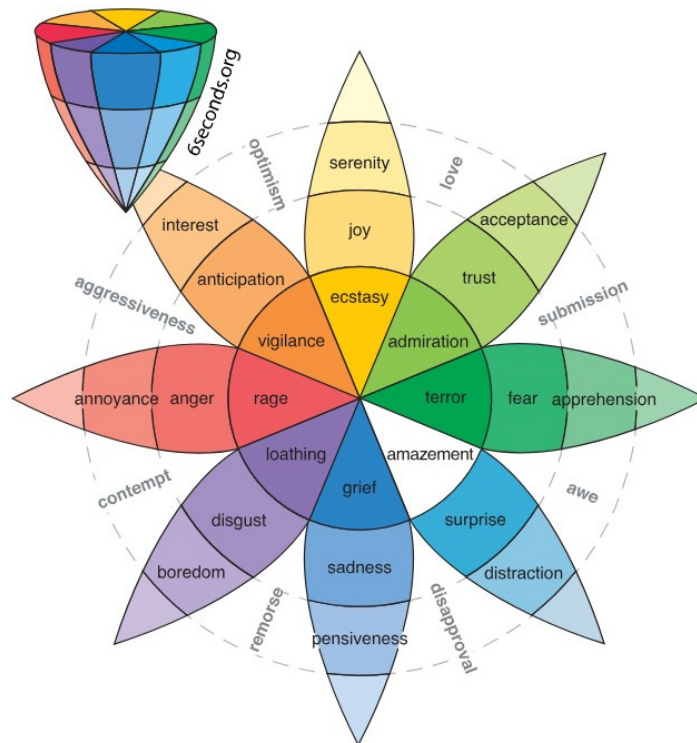 6seconds.org
optimism
serenity
love
interest
joy
acceptance
anticipation
trust
aggressiveness
ecstasy
submission
vigilance
admiration
annoyance
anger
rage
terror
fear
apprehension
contempt
loathing
amazement
awe
grief
disgust
surprise
boredom
sadness
distraction
remorse
pensiveness
disapproval